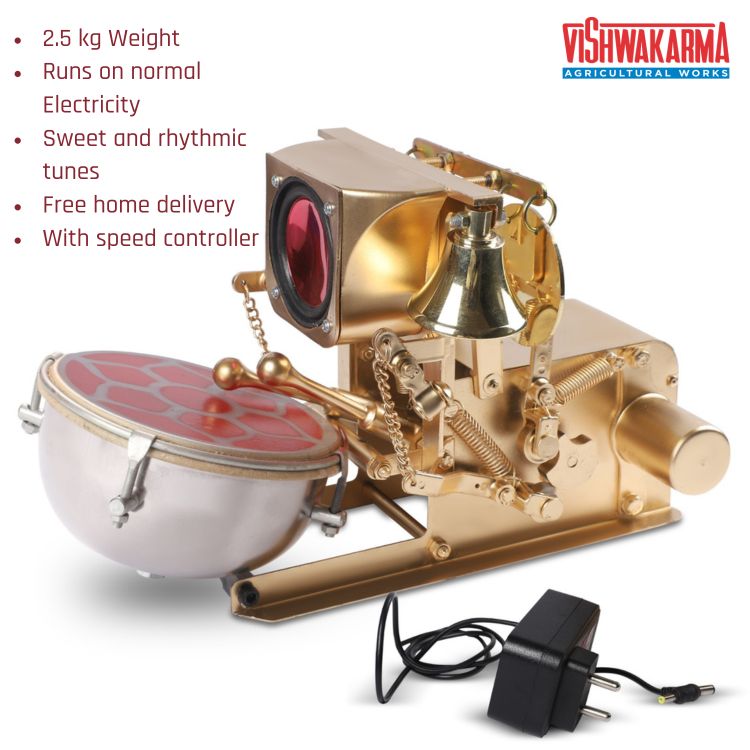 • 2.5 kg Weight
• Runs on normal
Electricity
• Sweet and rhythmic
tunes
• Free home delivery
• With speed controller
VISHWAKARMA
AGRICULTURAL WORKS